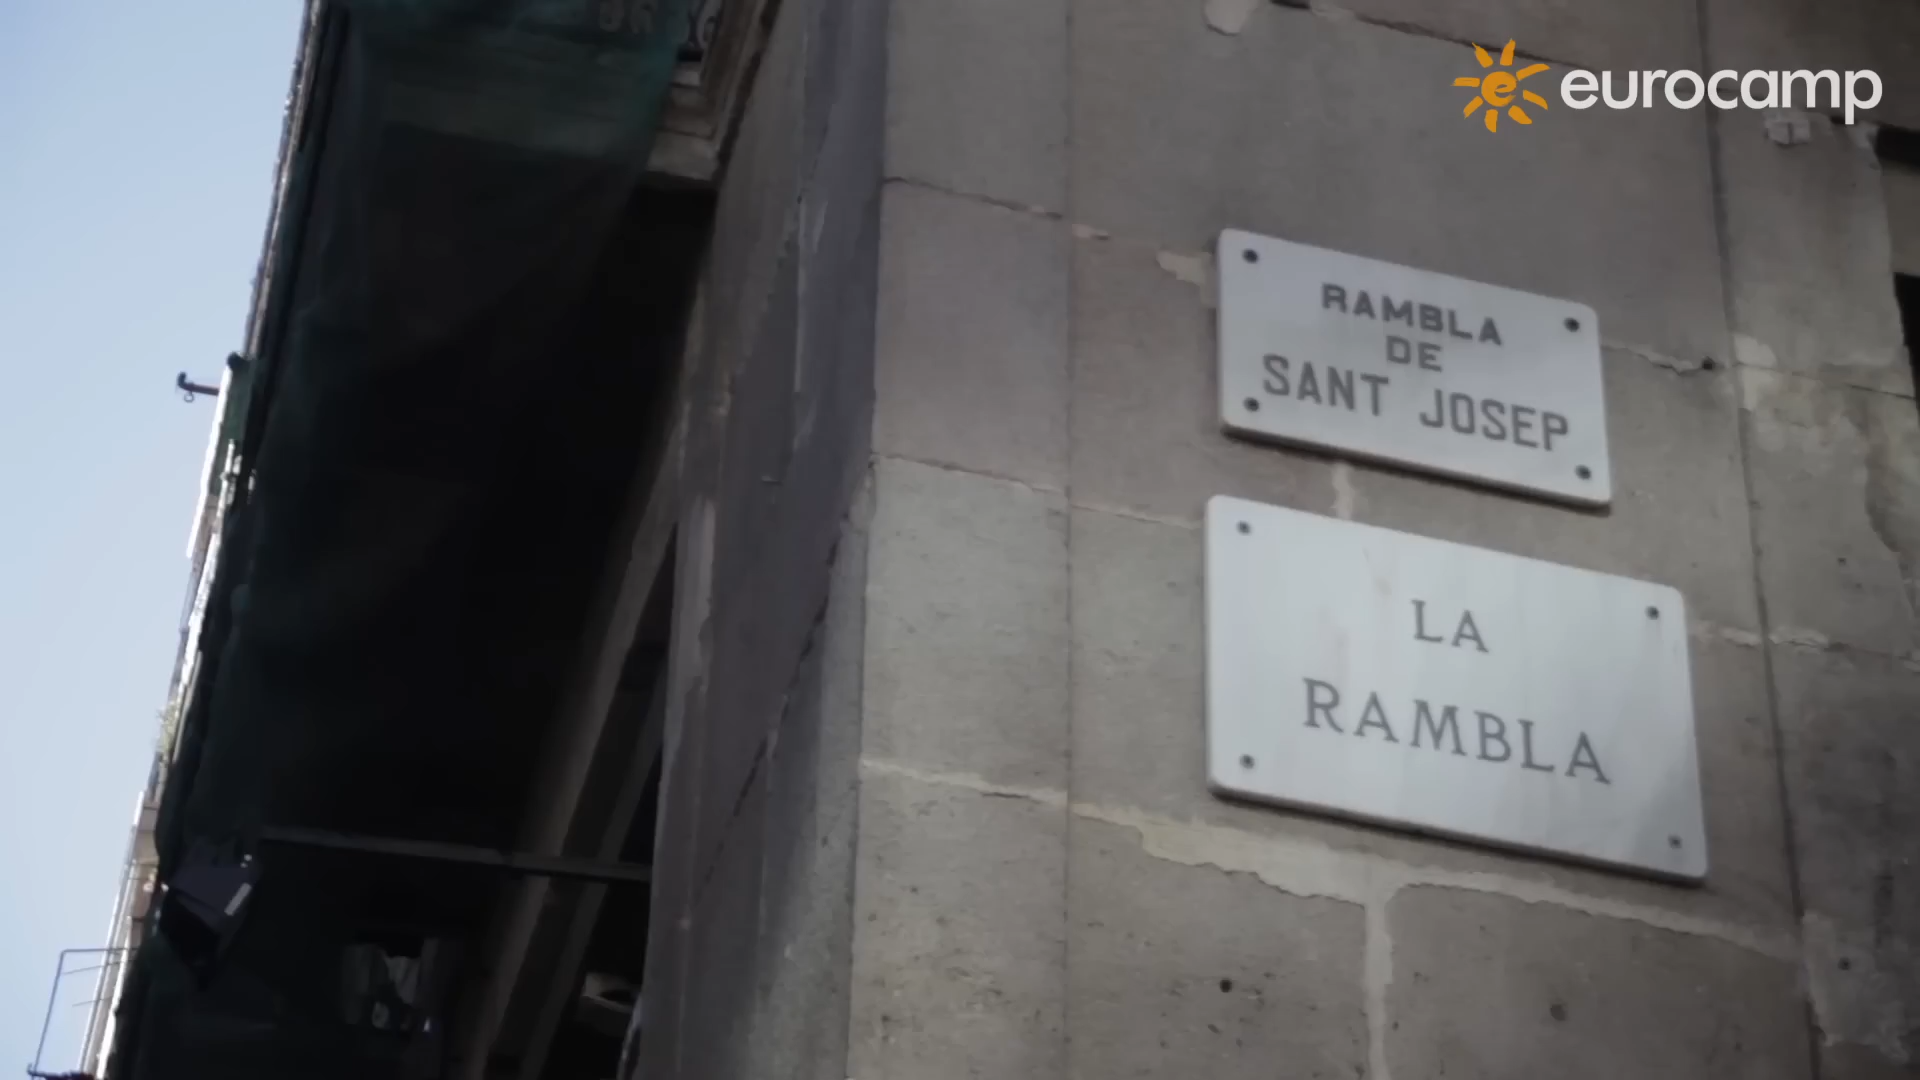 eurocamp
RAMBLA
DE
SANT JOSEP
LA
RAMBLA